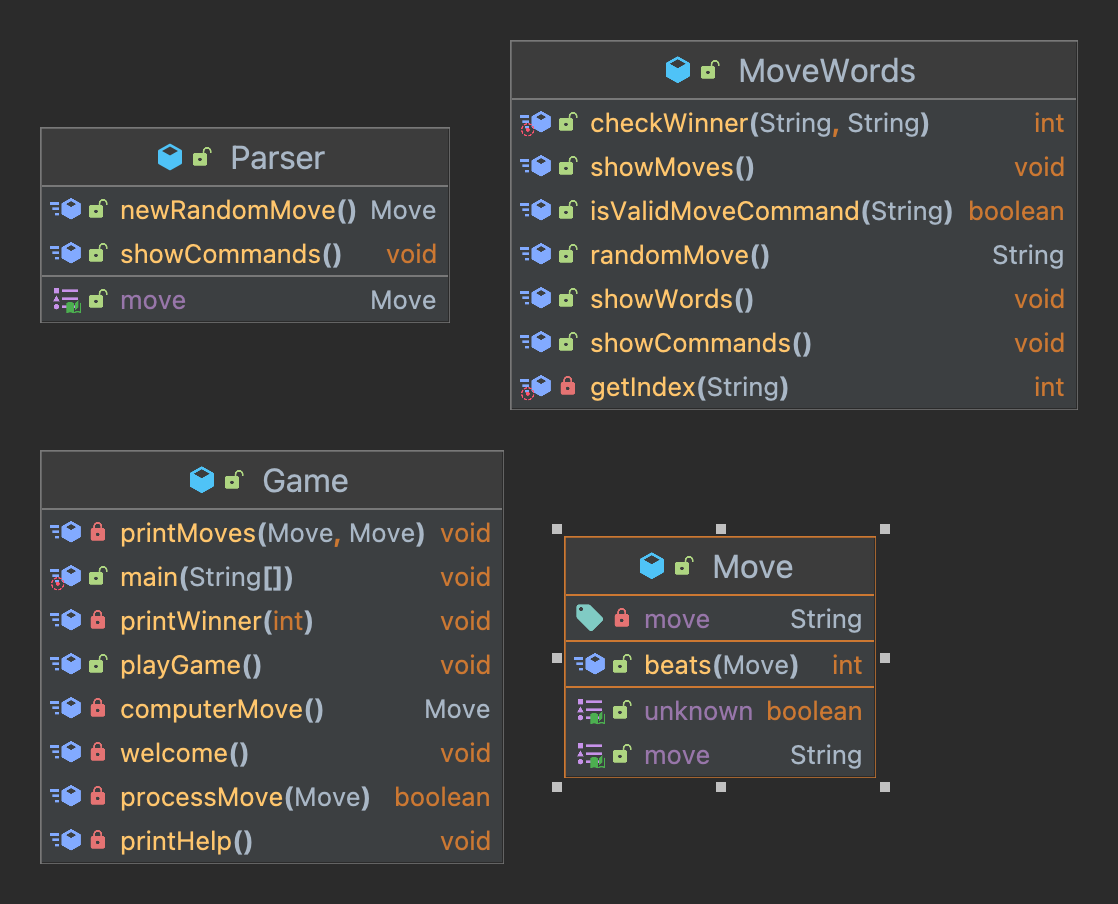 Parser
newRandomMove() Move
showCommands() void
move Move
MoveWords
checkWinner(String, String) int
showMoves() void
isValidMoveCommand(String) boolean
randomMove() String
showWords() void
showCommands() void
getIndex(String) int
Game
printMoves(Move, Move) void
main(String[]) void
printWinner(int) void
playGame() void
computerMove() Move
welcome() void
processMove(Move) boolean
printHelp() void
Move
move String
beats(Move) int
unknown boolean
move String